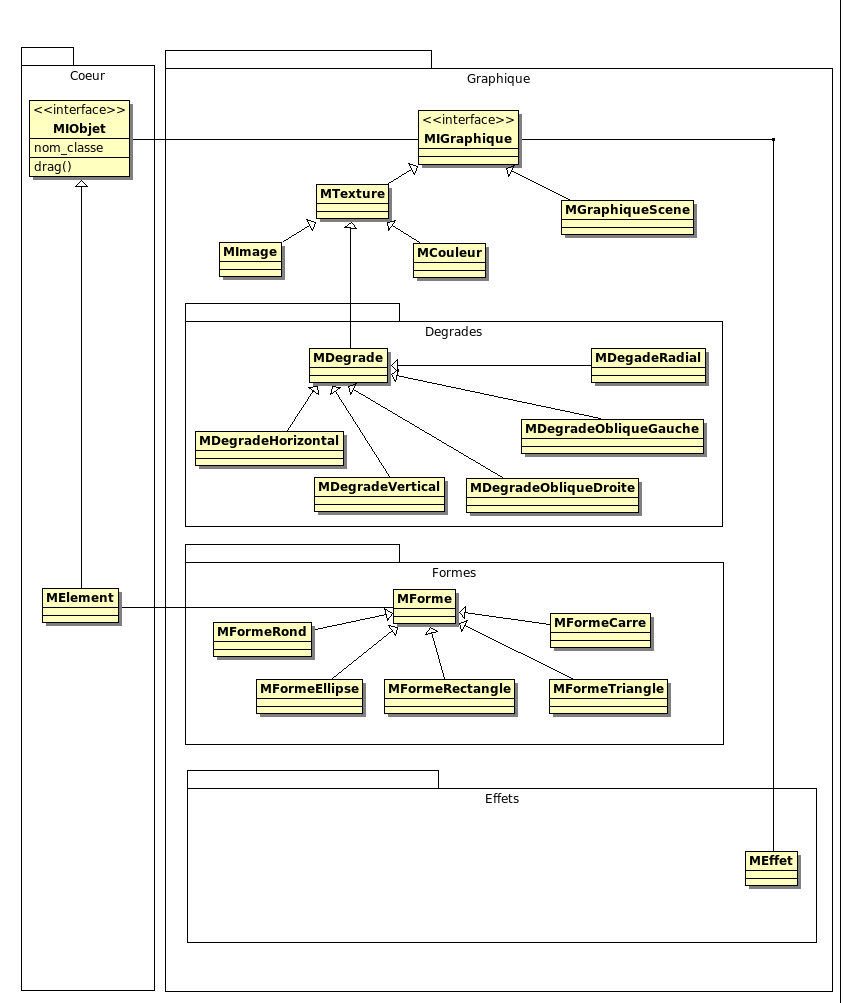 Coeur
Graphique
<<interface>>
MIObjet
nom_classe
drag()
<<interface>>
MIGraphique
MTexture
MGraphiqueScene
MImage
MCouleur
Degrades
MDegrade
MDegadeRadial
MDegradeObliqueGauche
MDegradeHorizontal
MDegradeVertical
MDegradeObliqueDroite
Formes
MElement
MForme
MFormeRond
MFormeCarre
MFormeEllipse
MFormeRectangle
MFormeTriangle
Effets
MEffet